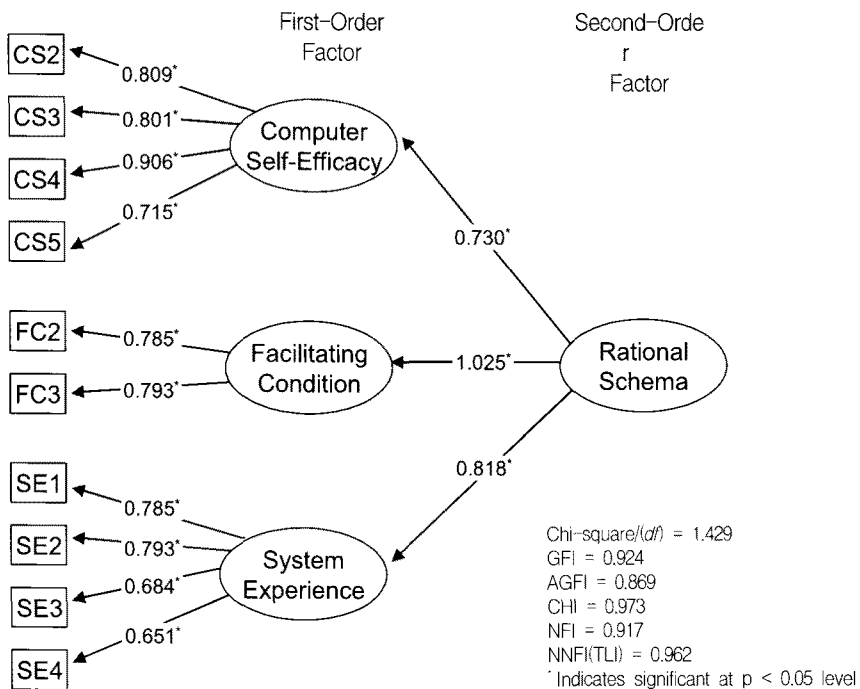 First-Order
Factor
Second-Orde
r
Factor
CS2
CS3
CS4
CS5
0.809*
0.801*
0.906*
0.715*
Computer
Self-Efficacy
0.730*
FC2
FC3
0.785*
0.793*
Facilitating
Condition
1.025*
Rational
Schema
0.818*
SE1
SE2
SE3
SE4
0.785*
0.793*
0.684*
0.651*
System
Experience
Chi-square/(df) = 1.429
GFI = 0.924
AGFI = 0.869
CHI = 0.973
NFI = 0.917
NNFI(TLI) = 0.962
* Indicates significant at p < 0.05 level